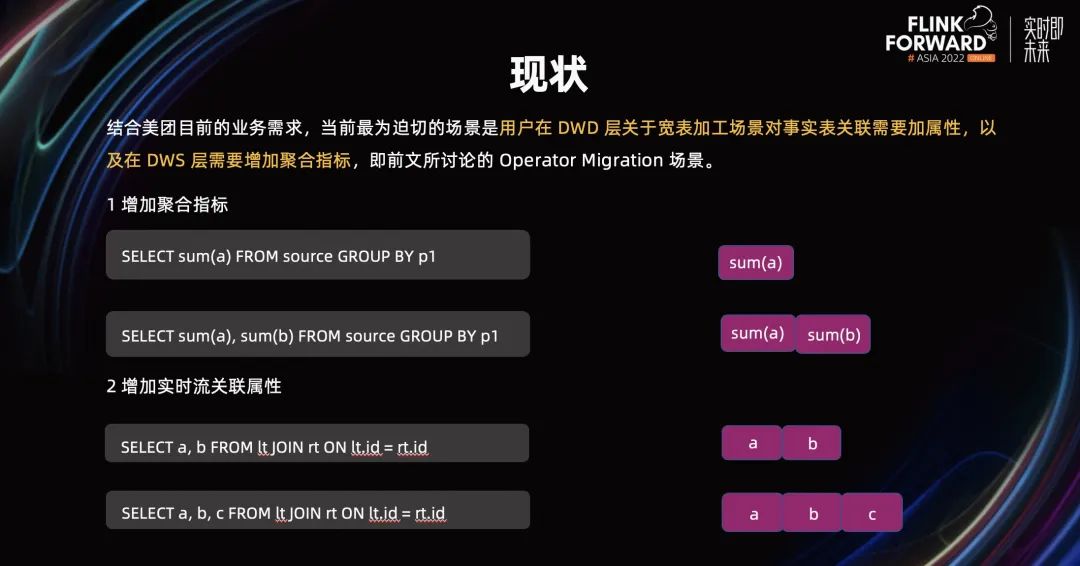 FLINK
FORWARD
# ASIA 2022 ONLINE
实时即
未来
现状
结合美团目前的业务需求，当前最为迫切的场景是用户在 DWD 层关于宽表加工场景对事实表关联需要加属性，以
及在 DWS 层需要增加聚合指标，即前文所讨论的 Operator Migration 场景。
1 增加聚合指标
SELECT sum(a) FROM source GROUP BY p1
sum(a)
SELECT sum(a), sum(b) FROM source GROUP BY p1
sum(a) sum(b)
2 增加实时流关联属性
SELECT a, b FROM lt JOIN rt ON lt.id = rt.id
a b
SELECT a, b, c FROM lt JOIN rt ON lt.id = rt.id
a b c